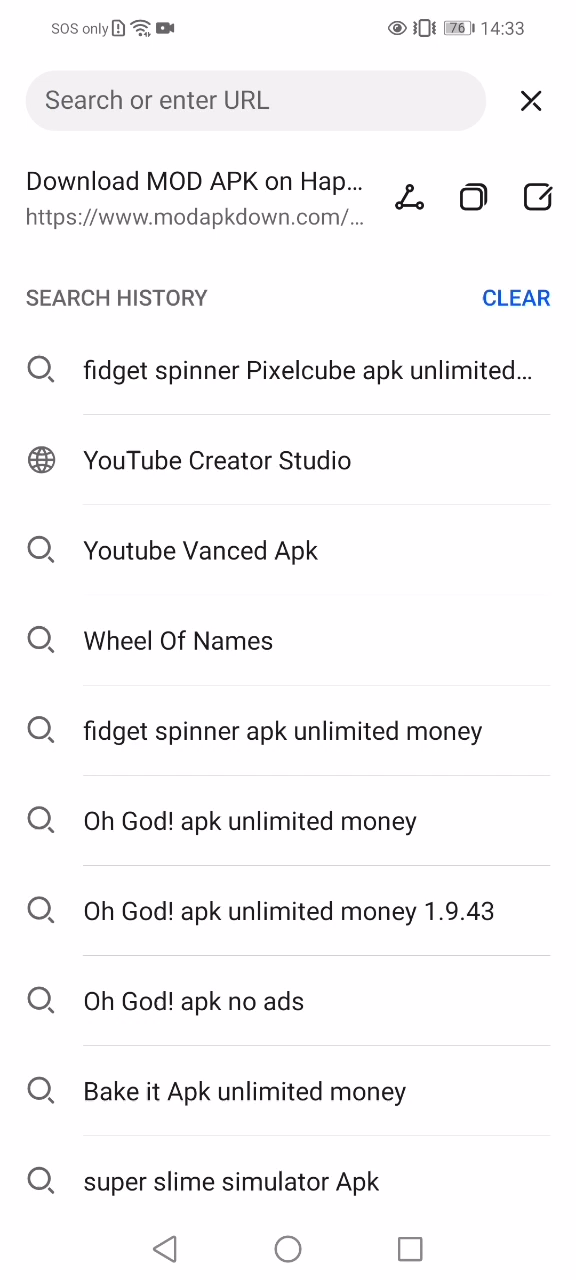 SOS only 76 14:33
Search or enter URL
Download MOD APK on Hap...
https://www.modapkdown.com/...
SEARCH HISTORY CLEAR
fidget spinner Pixelcube apk unlimited...
YouTube Creator Studio
Youtube Vanced Apk
Wheel Of Names
fidget spinner apk unlimited money
Oh God! apk unlimited money
Oh God! apk unlimited money 1.9.43
Oh God! apk no ads
Bake it Apk unlimited money
super slime simulator Apk